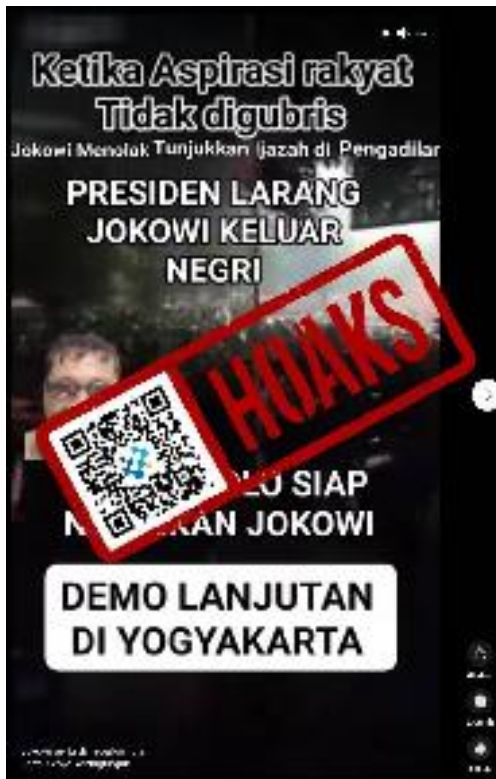 Ketika Aspirasi rakyat
Tidak digubris
Jokowi Menolak Tunjukkan Ijazah di Pengadilan
PRESIDEN LARANG
JOKOWI KELUAR
NEGRI
HOAKS
SIAP
JOKOWI
DEMO LANJUTAN
DI YOGYAKARTA